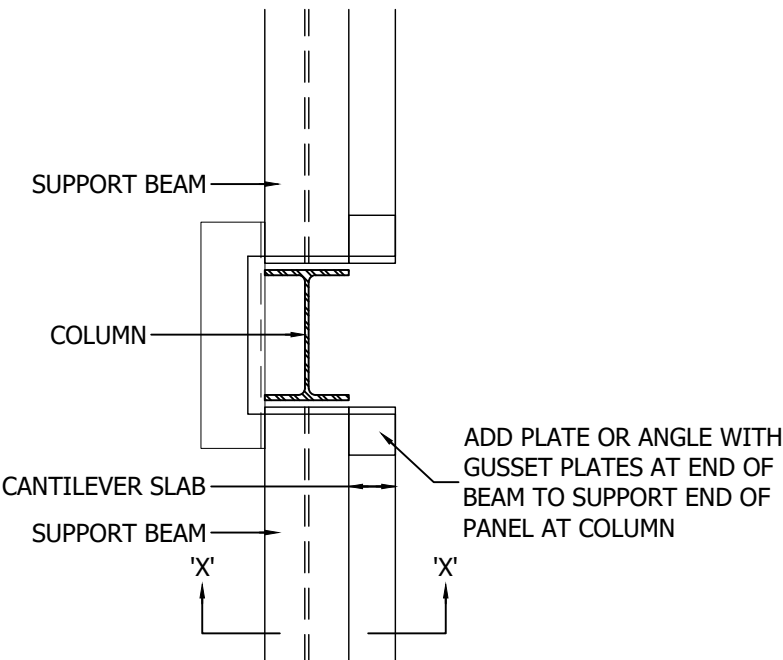 SUPPORT BEAM
COLUMN
ADD PLATE OR ANGLE WITH
GUSSET PLATES AT END OF
BEAM TO SUPPORT END OF
PANEL AT COLUMN
CANTILEVER SLAB
SUPPORT BEAM
'X'
'X'